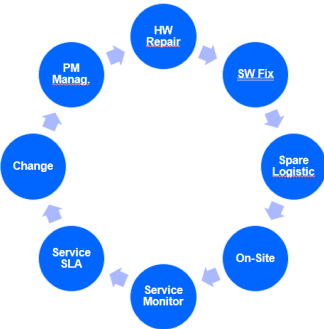 HW
Repair
SW Fix
Spare
Logistic
On-Site
Service
Monitor
Service
SLA
Change
PM
Manag.